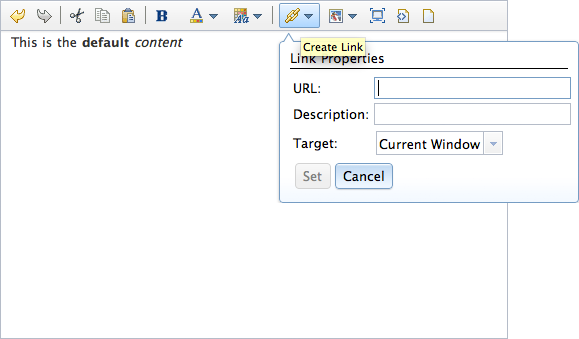 B A
Create Link
This is the default content
Link Properties
URL:
Description:
Target: Current Window
Set Cancel